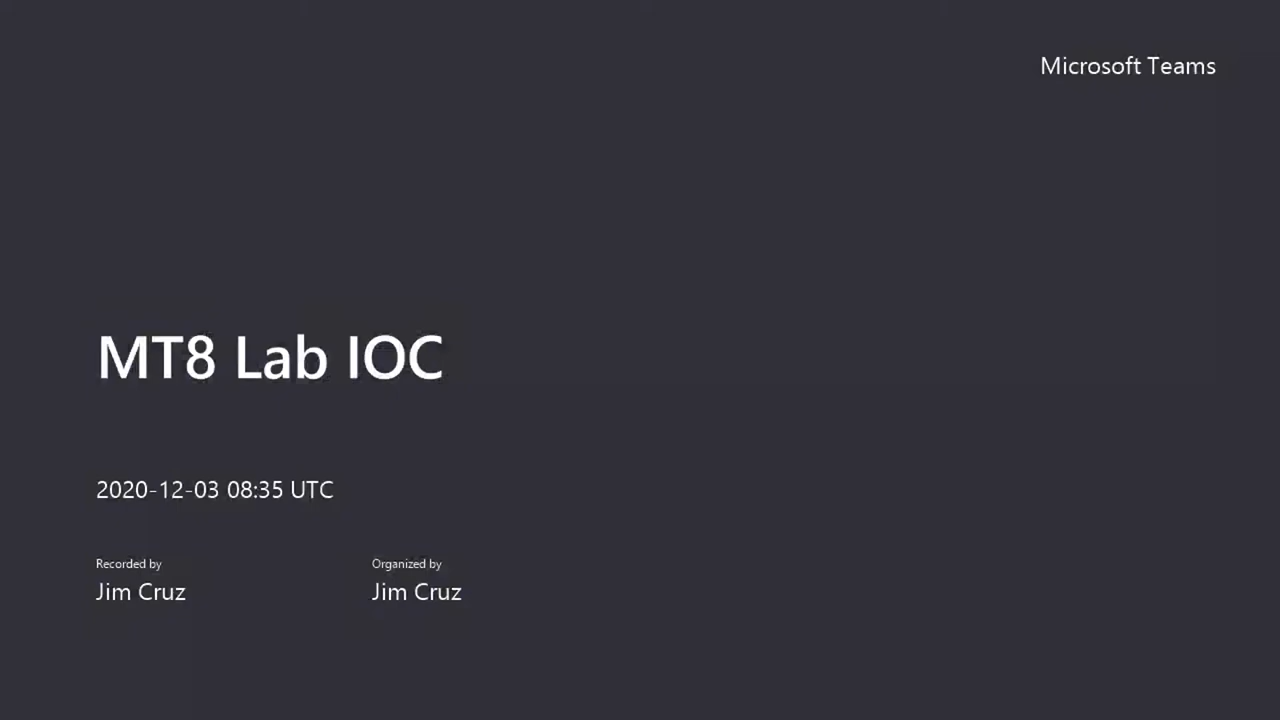 Microsoft Teams
MT8 Lab IOC
2020-12-03 08:35 UTC
Recorded by
Jim Cruz
Organized by
Jim Cruz